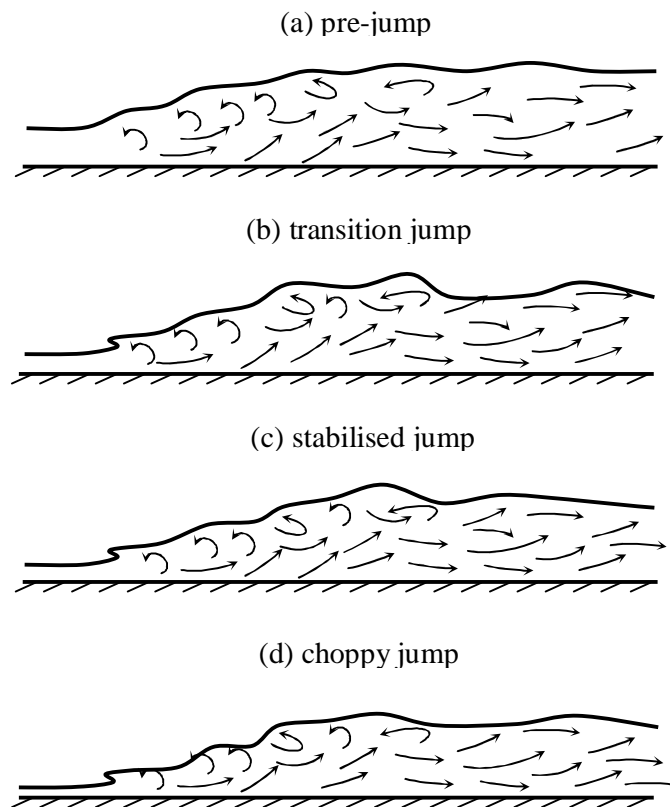 (a) pre-jump
(b) transition jump
(c) stabilised jump
(d) choppy jump